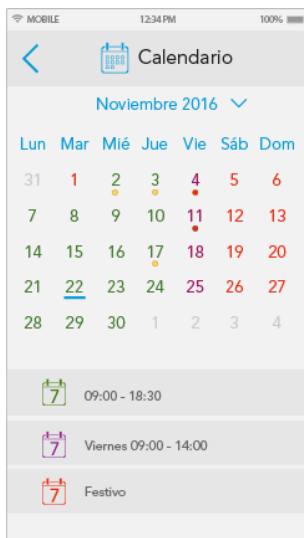 MOBILE 12:34 PM 100%
Calendario
Noviembre 2016
Lun Mar Mié Jue Vie Sáb Dom
31 1 2 3 4 5 6
7 8 9 10 11 12 13
14 15 16 17 18 19 20
21 22 23 24 25 26 27
28 29 30 1 2 3 4
7 09:00 - 18:30
7 Viernes 09:00 - 14:00
7 Festivo